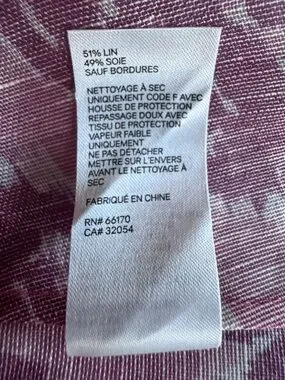 51% LIN
49% SOIE
SAUF BORDURES
NETTOYAGE À SEC
UNIQUEMENT CODE F AVEC
HOUSSE DE PROTECTION
REPASSAGE DOUX AVEC
TISSU DE PROTECTION
VAPEUR FAIBLE
UNIQUEMENT
NE PAS DÉTACHER
METTRE SUR L'ENVERS
AVANT LE NETTOYAGE À
SEC
FABRIQUÉ EN CHINE
RN# 66170
CA# 32054